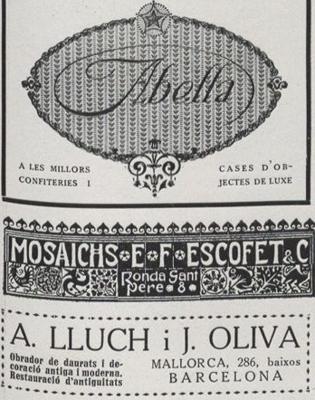 Abella
A LES MILLORS
CONFITERIES I
CASES D'OB-
JECTES DE LUXE
MOSAICHS E F ESCOFET & C
Ronda Sant
Pere 8
A. LLUCH i J. OLIVA
Obrador de daurats i de-
coració antiga i moderna.
Restauració d'antiguitats
MALLORCA, 286, baixos
BARCELONA